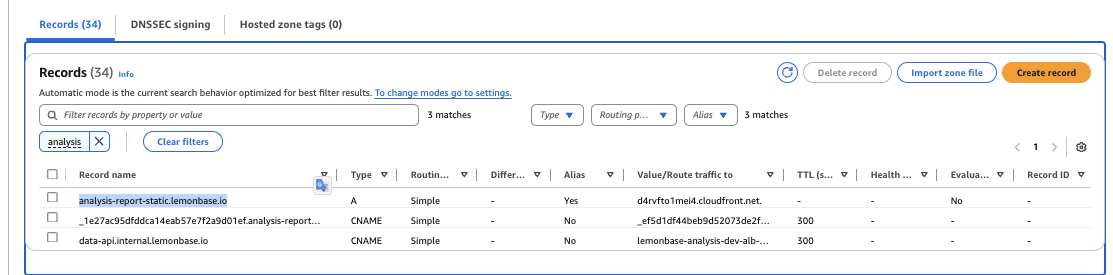 Records (34)
DNSSEC signing
Hosted zone tags (0)
Records (34) Info
Delete record
Import zone file
Create record
Automatic mode is the current search behavior optimized for best filter results. To change modes go to settings.
Filter records by property or value
3 matches
Type
Routing p...
Alias
3 matches
analysis
Clear filters
1
Record name Type Routin... Differ... Alias Value/Route traffic to TTL (s... Health ... Evalua... Record ID
analysis-report-static.lemonbase.io A Simple - Yes d4rvfto1mei4.cloudfront.net. - - No -
_1e27ac95dfddca14eab57e7f2a9d01ef.analysis-report... CNAME Simple - No _ef5d1df44beb9d52073de2f... 300 - - -
data-api.internal.lemonbase.io CNAME Simple - No lemonbase-analysis-dev-alb-... 300 - - -